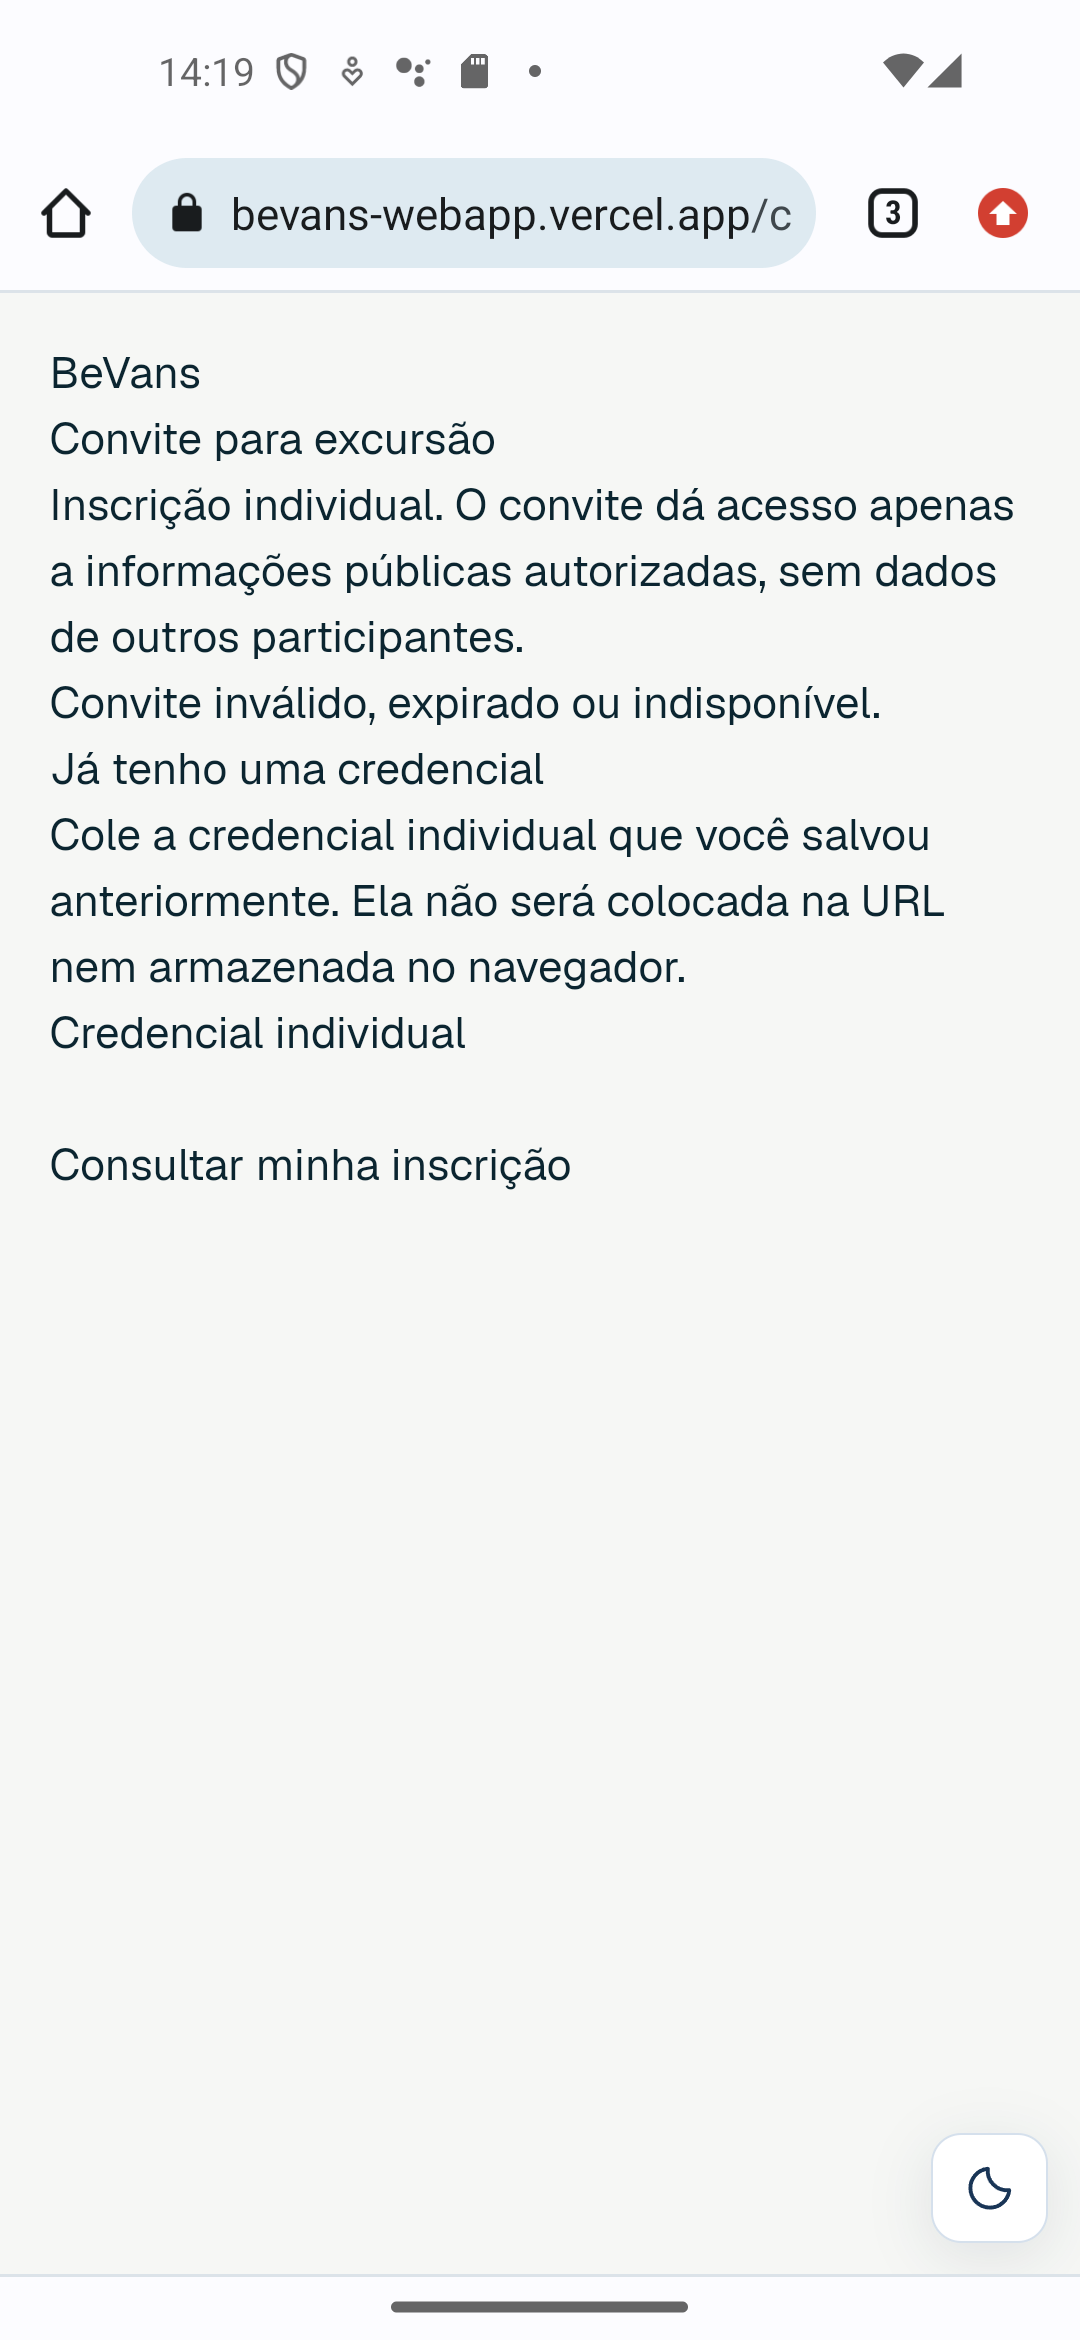 14:19
bevans-webapp.vercel.app/c
3
BeVans
Convite para excursão
Inscrição individual. O convite dá acesso apenas
a informações públicas autorizadas, sem dados
de outros participantes.
Convite inválido, expirado ou indisponível.
Já tenho uma credencial
Cole a credencial individual que você salvou
anteriormente. Ela não será colocada na URL
nem armazenada no navegador.
Credencial individual
Consultar minha inscrição